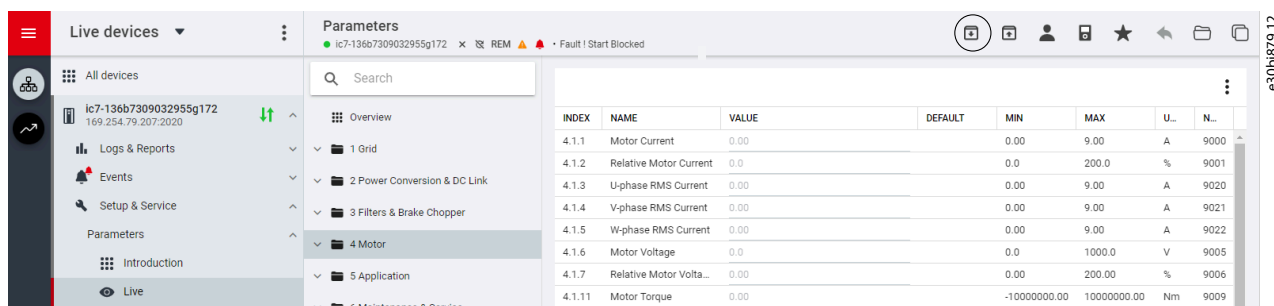 Live devices
Parameters
ic7-136b7309032955g172 REM • Fault ! Start Blocked
All devices
ic7-136b7309032955g172
169.254.79.207:2020
Logs & Reports
Events
Setup & Service
Parameters
Introduction
Live
Search
Overview
1 Grid
2 Power Conversion & DC Link
3 Filters & Brake Chopper
4 Motor
5 Application
INDEX NAME VALUE DEFAULT MIN MAX U... N...
4.1.1 Motor Current 0.00 0.00 9.00 A 9000
4.1.2 Relative Motor Current 0.0 0.0 200.0 % 9001
4.1.3 U-phase RMS Current 0.00 0.00 9.00 A 9020
4.1.4 V-phase RMS Current 0.00 0.00 9.00 A 9021
4.1.5 W-phase RMS Current 0.00 0.00 9.00 A 9022
4.1.6 Motor Voltage 0.0 0.0 1000.0 V 9005
4.1.7 Relative Motor Volta... 0.00 0.00 200.00 % 9006
4.1.11 Motor Torque 0.00 -10000000.00 10000000.00 Nm 9009
e30bi879.12